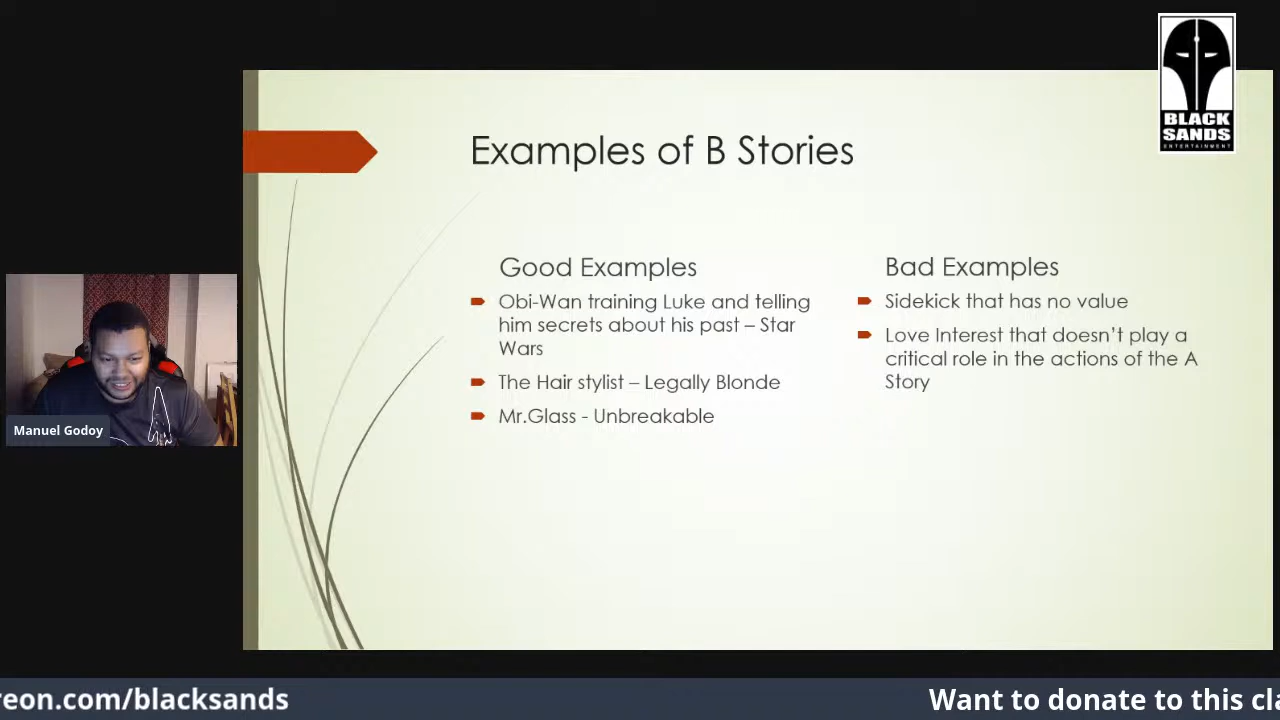 BLACK
SANDS
ENTERTAINMENT
Examples of B Stories
Good Examples
Obi-Wan training Luke and telling
him secrets about his past – Star
Wars
The Hair stylist – Legally Blonde
Mr.Glass - Unbreakable
Bad Examples
Sidekick that has no value
Love Interest that doesn’t play a
critical role in the actions of the A
Story
Manuel Godoy
reon.com/blacksands
Want to donate to this cla